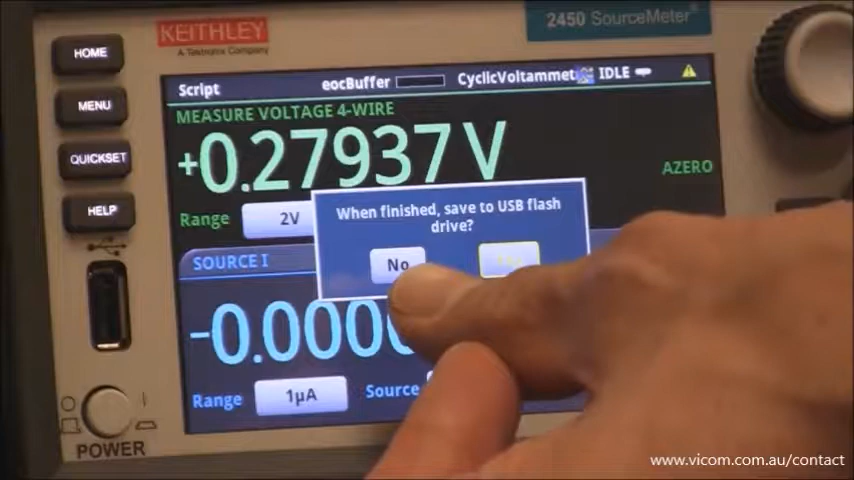 KEITHLEY
A Tektronix Company
2450 SourceMeter®
HOME
MENU
QUICKSET
HELP
POWER
Script eocBuffer CyclicVoltammet IDLE
MEASURE VOLTAGE 4-WIRE
+0.27937 V
AZERO
Range 2V
When finished, save to USB flash
drive?
No
SOURCE I
-0.000
Range 1µA Source
www.vicom.com.au/contact